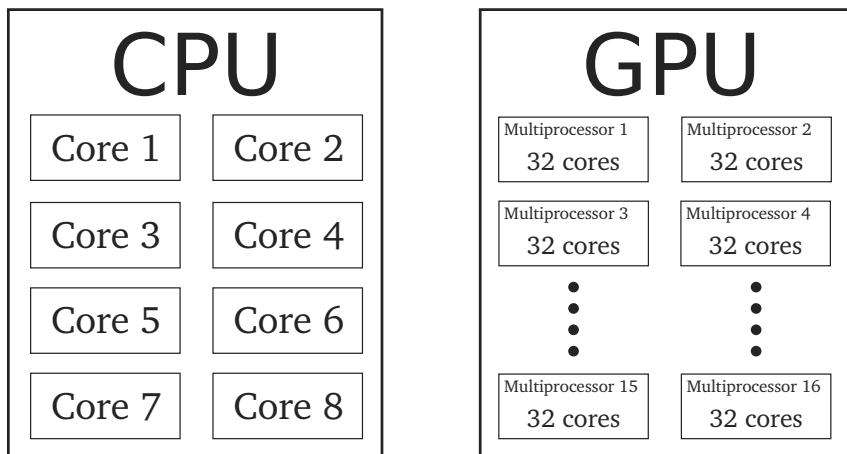 CPU
Core 1
Core 2
Core 3
Core 4
Core 5
Core 6
Core 7
Core 8
GPU
Multiprocessor 1
32 cores
Multiprocessor 2
32 cores
Multiprocessor 3
32 cores
Multiprocessor 4
32 cores
Multiprocessor 15
32 cores
Multiprocessor 16
32 cores